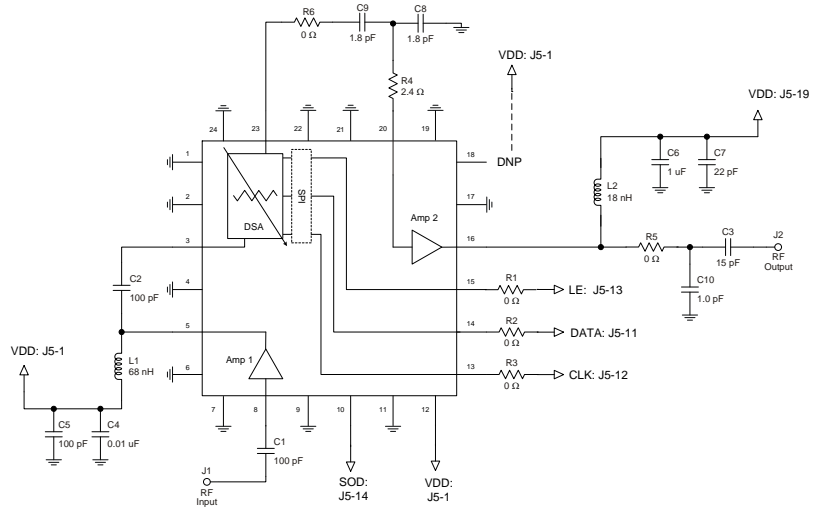 R6
0 Ω
C9
1.8 pF
C8
1.8 pF
R4
2.4 Ω
VDD: J5-1
VDD: J5-19
24
23
22
21
20
19
1
2
3
4
5
6
18
DNP
17
16
15
14
13
7
8
9
10
11
12
DSA
SPI
Amp 2
Amp 1
C6
1 uF
C7
22 pF
L2
18 nH
R5
0 Ω
C3
15 pF
J2
RF
Output
C10
1.0 pF
R1
0 Ω
LE: J5-13
R2
0 Ω
DATA: J5-11
R3
0 Ω
CLK: J5-12
C2
100 pF
VDD: J5-1
L1
68 nH
C5
100 pF
C4
0.01 uF
C1
100 pF
J1
RF
Input
SOD:
J5-14
VDD:
J5-1